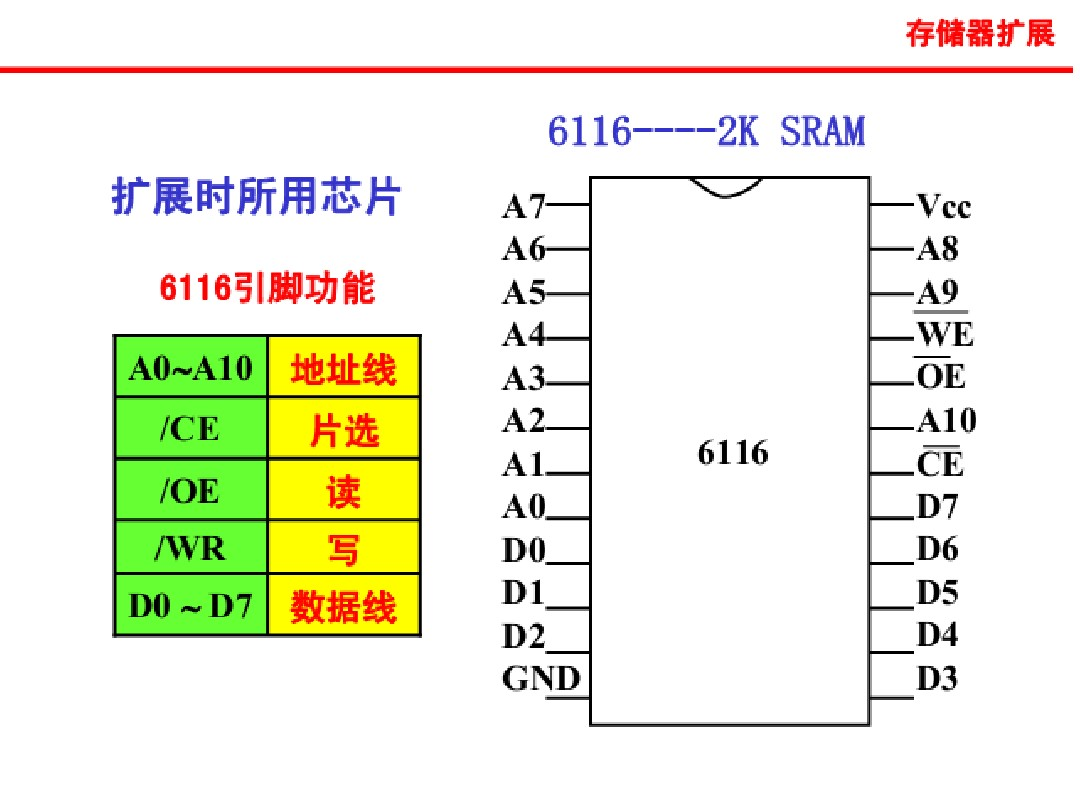 存储器扩展
6116----2K SRAM
扩展时所用芯片
6116引脚功能
A0~A10 地址线
/CE 片选
/OE 读
/WR 写
D0 ~ D7 数据线
A7
A6
A5
A4
A3
A2
A1
A0
D0
D1
D2
GND
6116
Vcc
A8
A9
W̅E̅
O̅E̅
A10
C̅E̅
D7
D6
D5
D4
D3